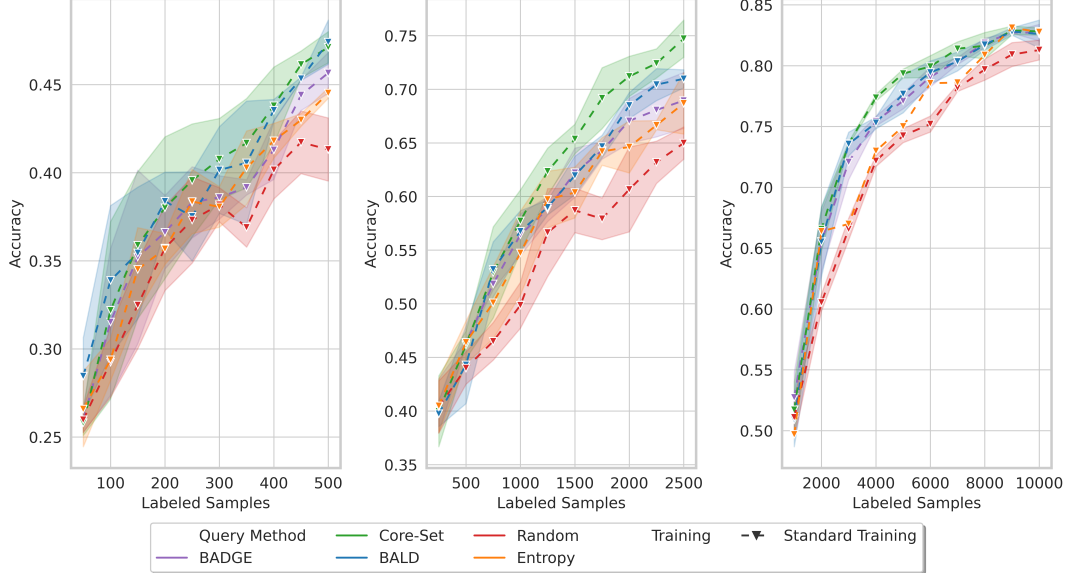 0.45
0.40
0.35
0.30
0.25
Accuracy
100 200 300 400 500
Labeled Samples
0.75
0.70
0.65
0.60
0.55
0.50
0.45
0.40
0.35
Accuracy
500 1000 1500 2000 2500
Labeled Samples
0.85
0.80
0.75
0.70
0.65
0.60
0.55
0.50
Accuracy
2000 4000 6000 8000 10000
Labeled Samples
Query Method Core-Set Random Training Standard Training
BADGE BALD Entropy